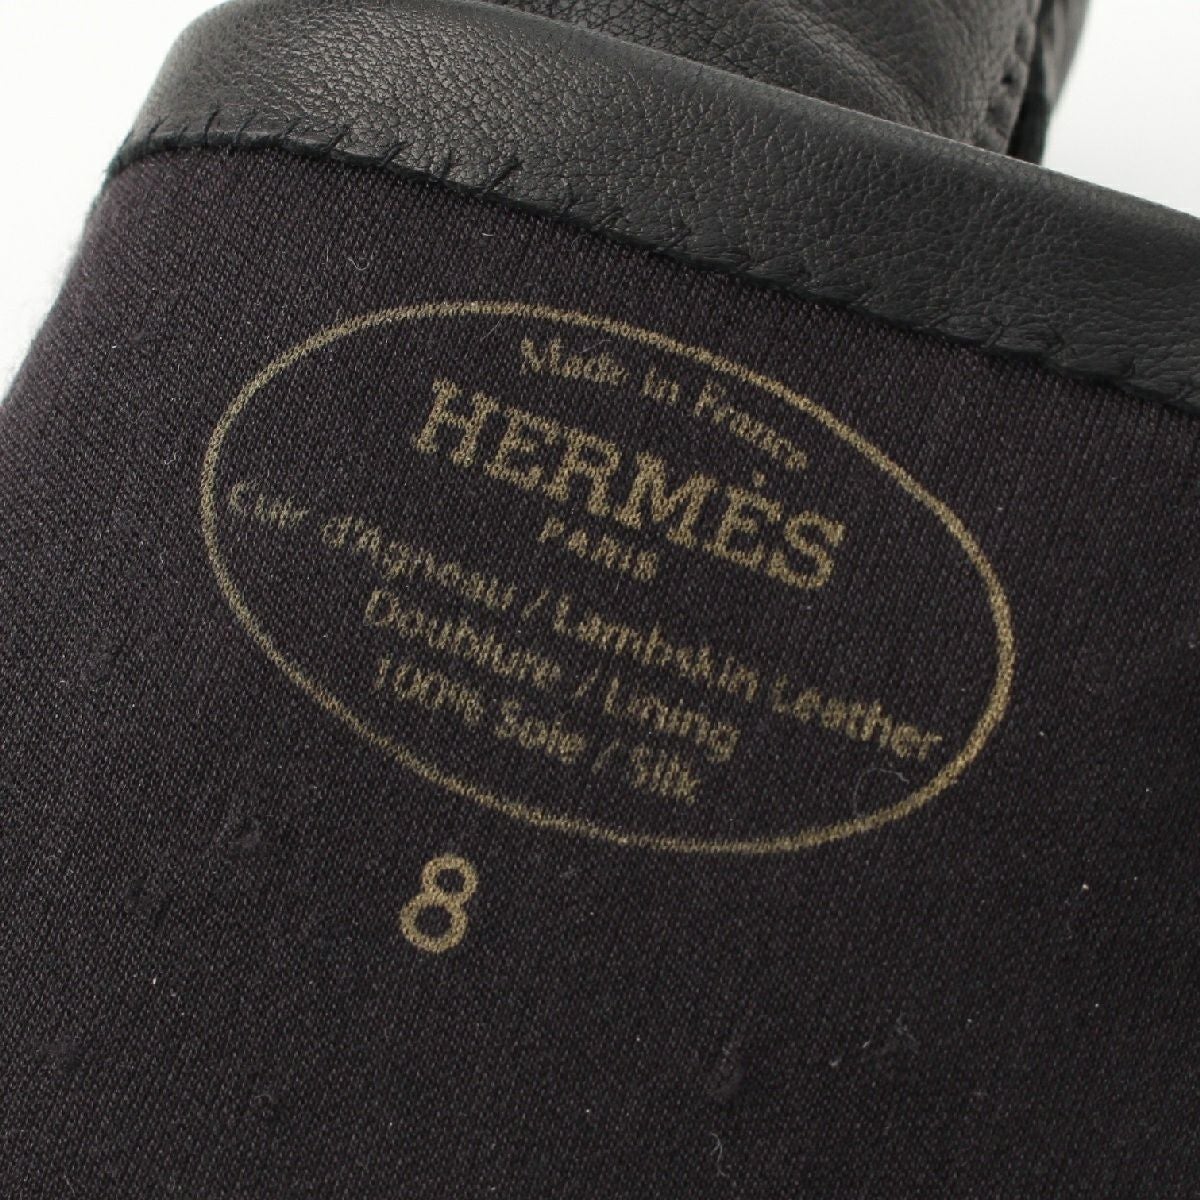 Made in France
HERMÈS
PARIS
Cuir d'Agneau / Lambskin Leather
Doublure / Lining
100% Soie / Silk
8